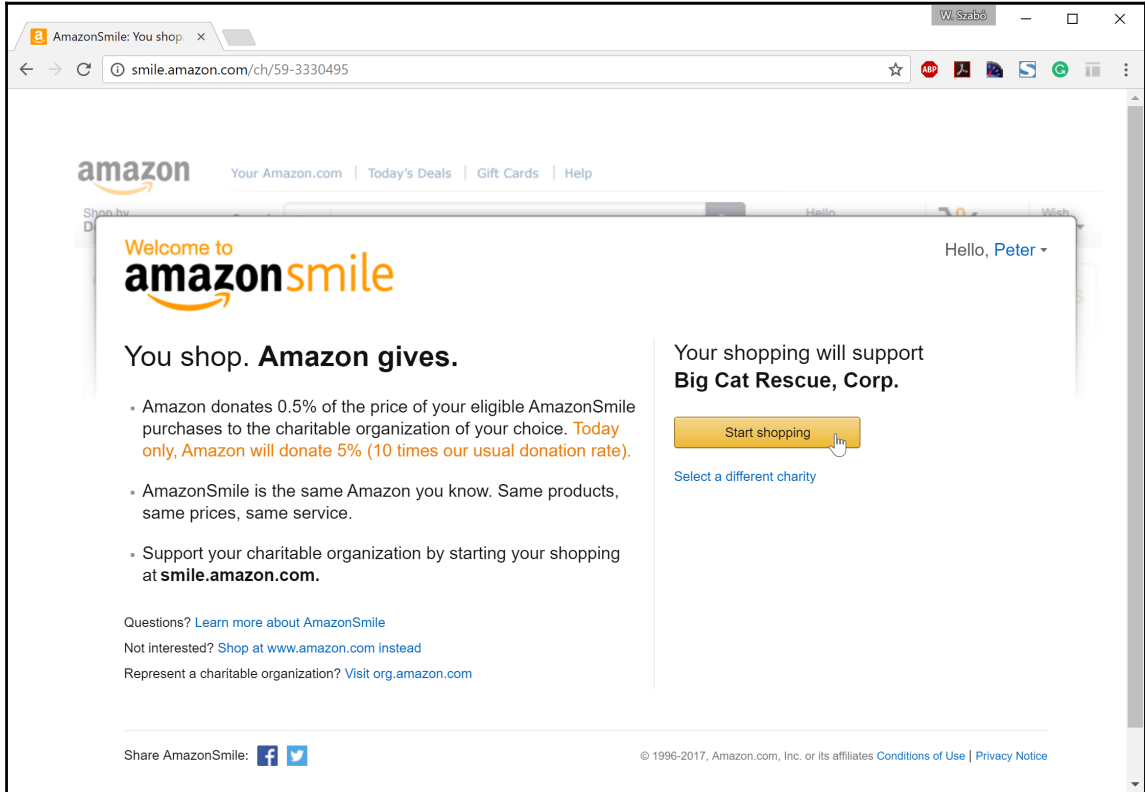 W. Szabó
AmazonSmile: You shop.
smile.amazon.com/ch/59-3330495
ABP
amazon
Your Amazon.com | Today's Deals | Gift Cards | Help
Shop by
Hello
Wish
Welcome to
amazonsmile
Hello, Peter
You shop. Amazon gives.
• Amazon donates 0.5% of the price of your eligible AmazonSmile
purchases to the charitable organization of your choice. Today
only, Amazon will donate 5% (10 times our usual donation rate).
• AmazonSmile is the same Amazon you know. Same products,
same prices, same service.
• Support your charitable organization by starting your shopping
at smile.amazon.com.
Questions? Learn more about AmazonSmile
Not interested? Shop at www.amazon.com instead
Represent a charitable organization? Visit org.amazon.com
Your shopping will support
Big Cat Rescue, Corp.
Start shopping
Select a different charity
Share AmazonSmile:
© 1996-2017, Amazon.com, Inc. or its affiliates Conditions of Use | Privacy Notice